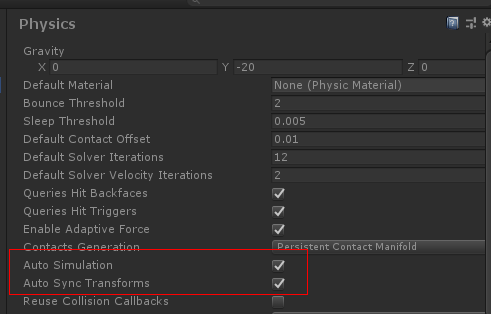 Physics
Gravity
X 0 Y -20 Z 0
Default Material None (Physic Material)
Bounce Threshold 2
Sleep Threshold 0.005
Default Contact Offset 0.01
Default Solver Iterations 12
Default Solver Velocity Iterations 2
Queries Hit Backfaces
Queries Hit Triggers
Enable Adaptive Force
Contacts Generation Persistent Contact Manifold
Auto Simulation
Auto Sync Transforms
Reuse Collision Callbacks